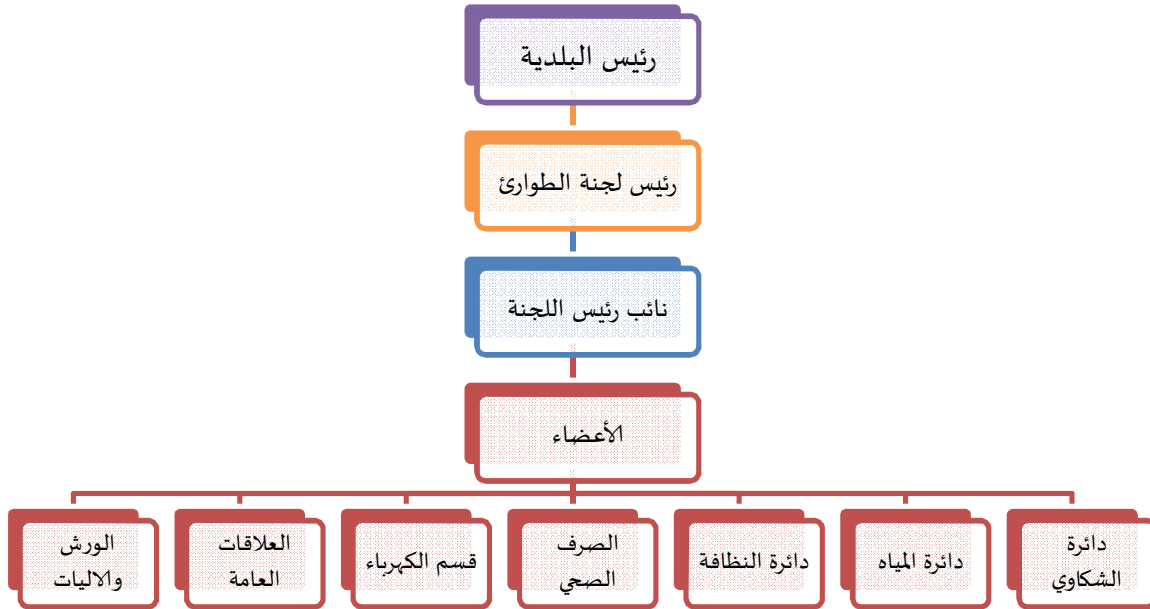 رئيس البلدية
رئيس لجنة الطوارئ
نائب رئيس اللجنة
الأعضاء
دائرة
الشكاوي
دائرة المياه
دائرة النظافة
الصرف
الصحي
قسم الكهرباء
العلاقات
العامة
الورش
والاليات